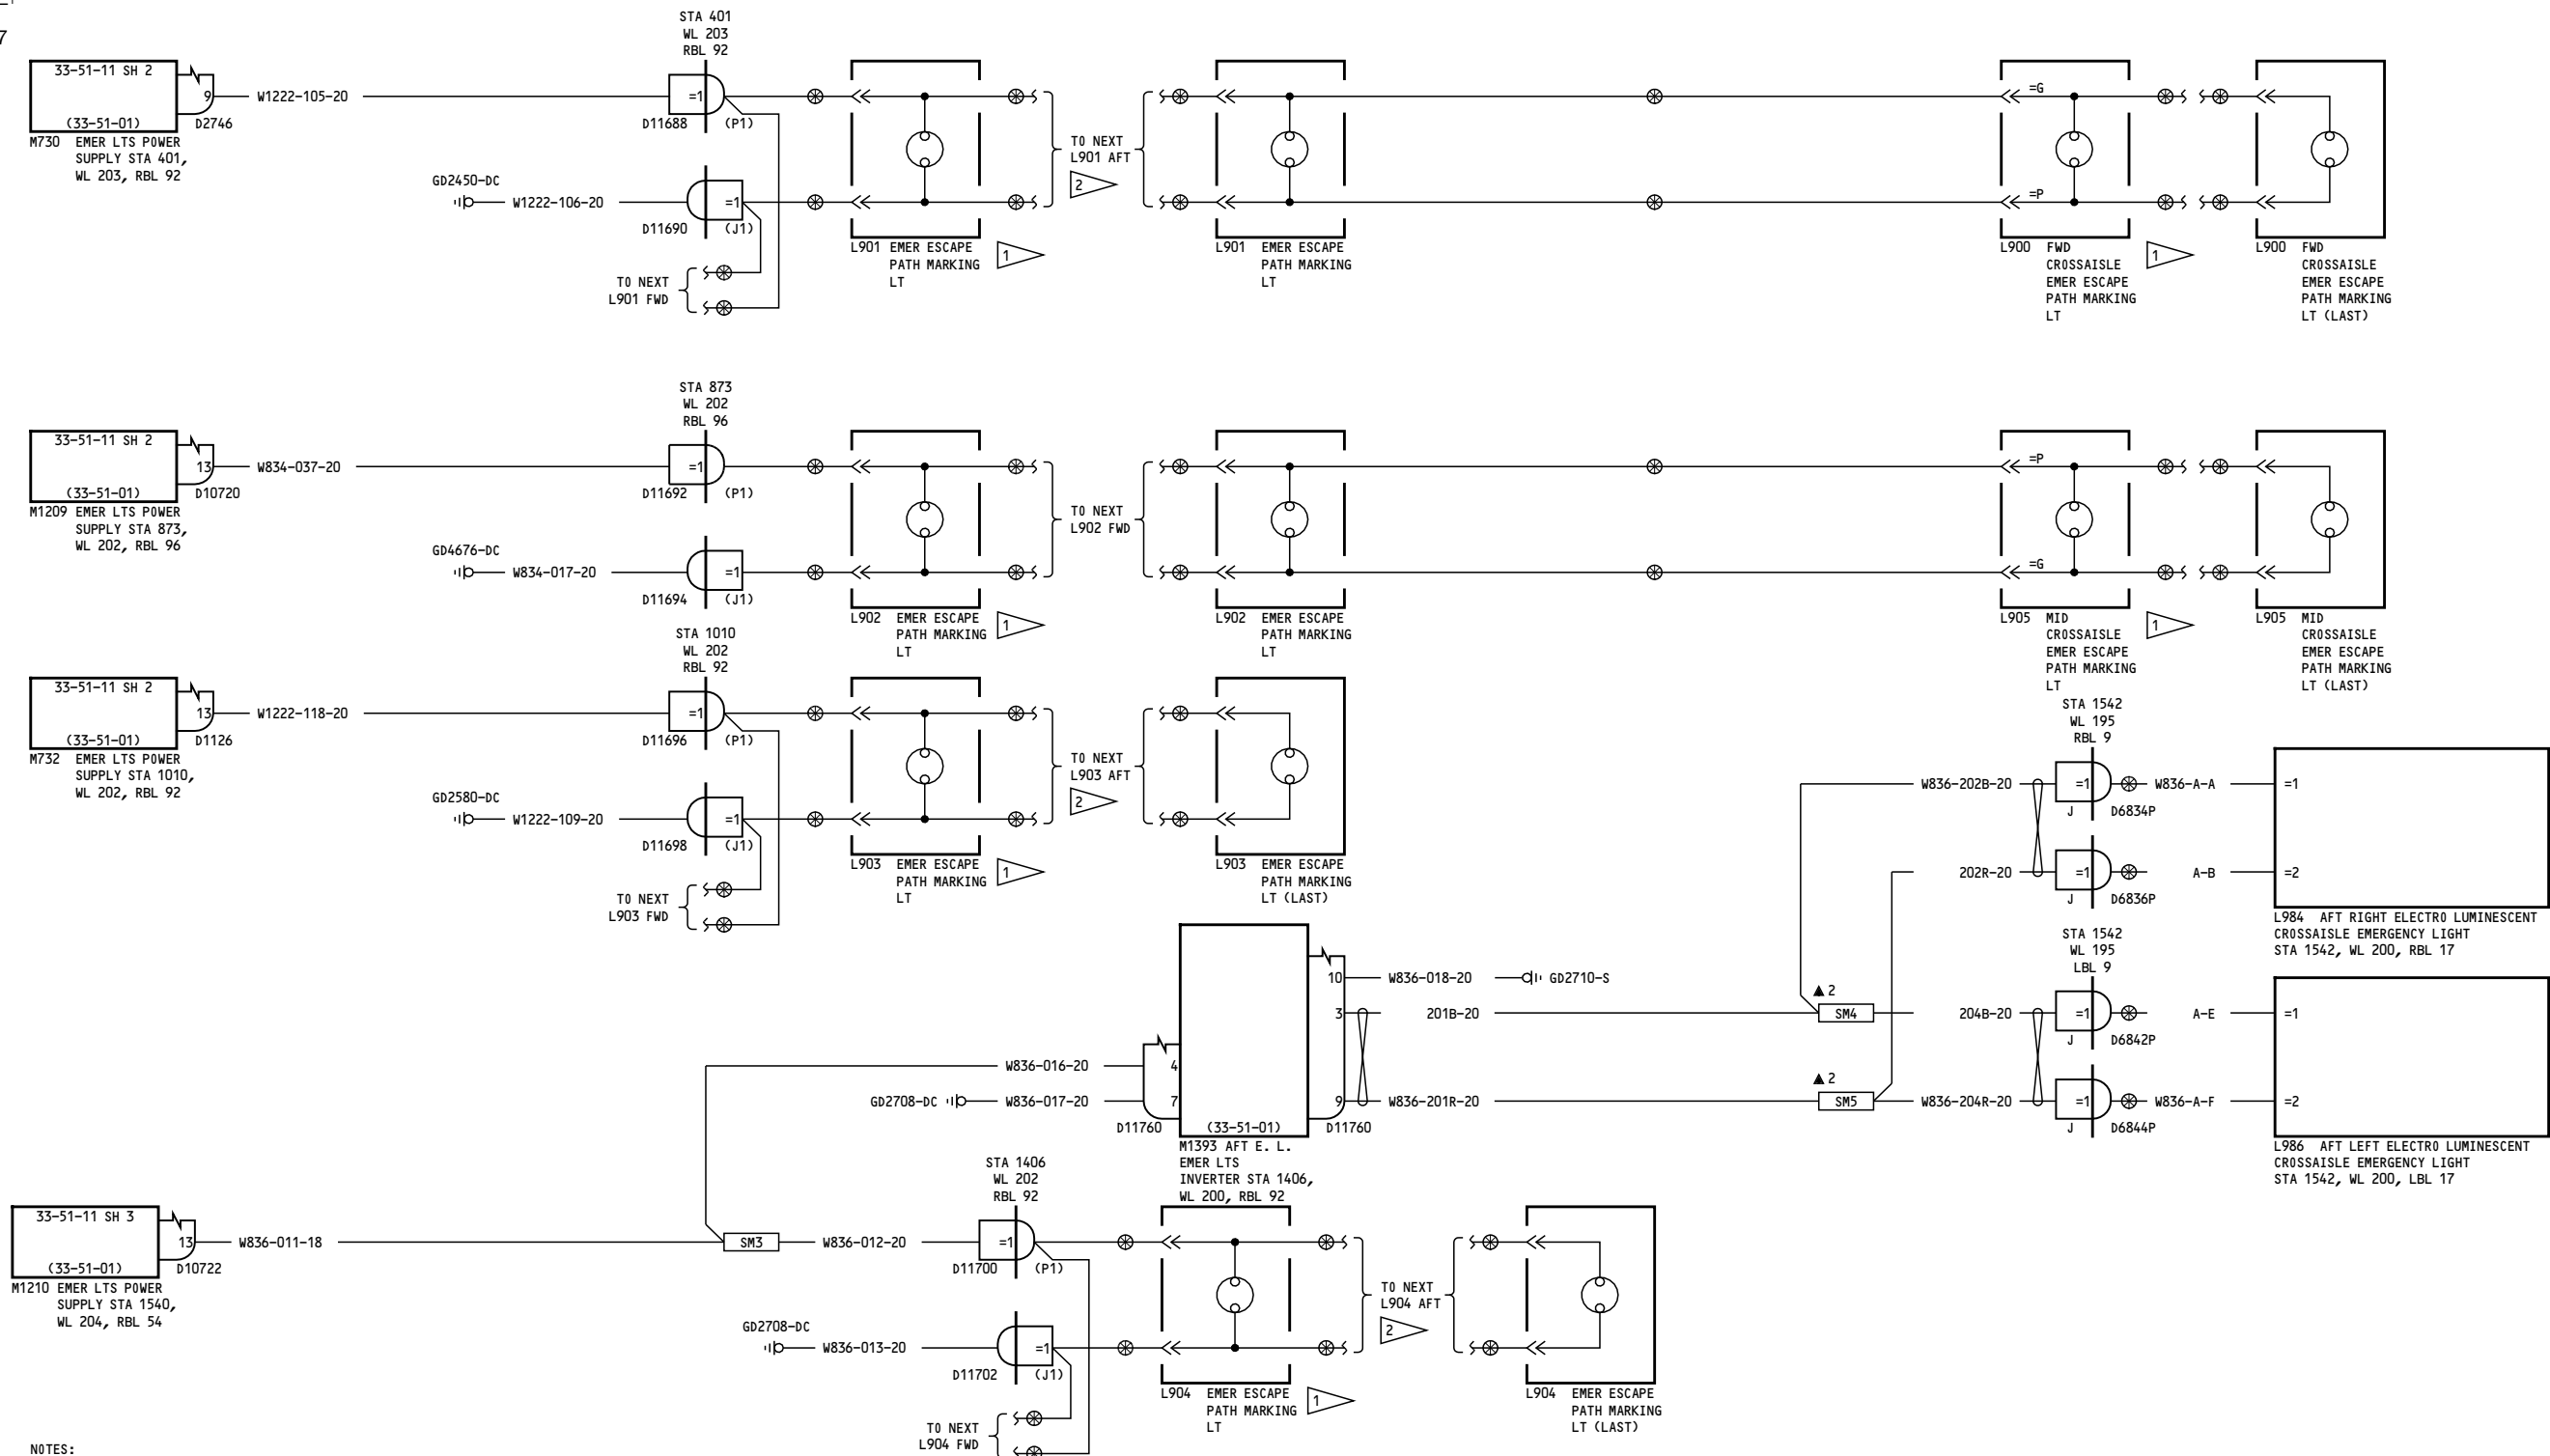 7
STA 401
WL 203
RBL 92
33-51-11 SH 2
9
W1222-105-20
=1
(33-51-01)
D2746
D11688
(P1)
M730 EMER LTS POWER
SUPPLY STA 401,
WL 203, RBL 92
GD2450-DC
W1222-106-20
=1
D11690
(J1)
TO NEXT
L901 FWD
L901 EMER ESCAPE
PATH MARKING
LT
1
TO NEXT
L901 AFT
2
L901 EMER ESCAPE
PATH MARKING
LT
=G
=P
L900 FWD
CROSSAISLE
EMER ESCAPE
PATH MARKING
LT
1
L900 FWD
CROSSAISLE
EMER ESCAPE
PATH MARKING
LT (LAST)
STA 873
WL 202
RBL 96
33-51-11 SH 2
13
W834-037-20
=1
(33-51-01)
D10720
D11692
(P1)
M1209 EMER LTS POWER
SUPPLY STA 873,
WL 202, RBL 96
GD4676-DC
W834-017-20
=1
D11694
(J1)
L902 EMER ESCAPE
PATH MARKING
LT
1
TO NEXT
L902 FWD
L902 EMER ESCAPE
PATH MARKING
LT
=P
=G
L905 MID
CROSSAISLE
EMER ESCAPE
PATH MARKING
LT
1
L905 MID
CROSSAISLE
EMER ESCAPE
PATH MARKING
LT (LAST)
STA 1010
WL 202
RBL 92
33-51-11 SH 2
13
W1222-118-20
=1
(33-51-01)
D1126
D11696
(P1)
M732 EMER LTS POWER
SUPPLY STA 1010,
WL 202, RBL 92
GD2580-DC
W1222-109-20
=1
D11698
(J1)
TO NEXT
L903 FWD
L903 EMER ESCAPE
PATH MARKING
LT
1
TO NEXT
L903 AFT
2
L903 EMER ESCAPE
PATH MARKING
LT (LAST)
STA 1542
WL 195
RBL 9
W836-202B-20
=1
W836-A-A
=1
J
D6834P
202R-20
=1
A-B
=2
J
D6836P
L984 AFT RIGHT ELECTRO LUMINESCENT
CROSSAISLE EMERGENCY LIGHT
STA 1542, WL 200, RBL 17
STA 1542
WL 195
LBL 9
10
W836-018-20
GD2710-S
3
201B-20
▲ 2
SM4
204B-20
=1
A-E
=1
J
D6842P
W836-016-20
4
GD2708-DC
W836-017-20
7
9
W836-201R-20
▲ 2
SM5
W836-204R-20
=1
W836-A-F
=2
J
D6844P
D11760
(33-51-01)
D11760
M1393 AFT E. L.
EMER LTS
INVERTER STA 1406,
WL 200, RBL 92
L986 AFT LEFT ELECTRO LUMINESCENT
CROSSAISLE EMERGENCY LIGHT
STA 1542, WL 200, LBL 17
STA 1406
WL 202
RBL 92
33-51-11 SH 3
13
W836-011-18
SM3
W836-012-20
=1
(33-51-01)
D10722
D11700
(P1)
M1210 EMER LTS POWER
SUPPLY STA 1540,
WL 204, RBL 54
GD2708-DC
W836-013-20
=1
D11702
(J1)
TO NEXT
L904 FWD
L904 EMER ESCAPE
PATH MARKING
LT
1
TO NEXT
L904 AFT
2
L904 EMER ESCAPE
PATH MARKING
LT (LAST)
NOTES: